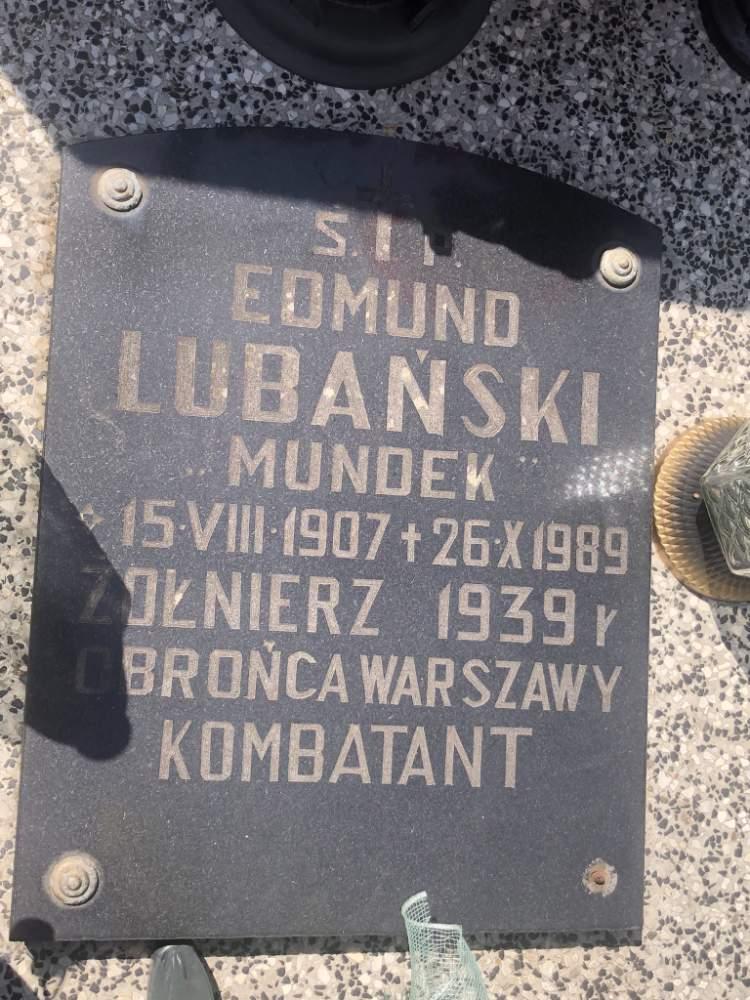 Ś. † P.
EDMUND
LUBAŃSKI
„MUNDEK"
* 15·VIII·1907 + 26·X 1989
ŻOŁNIERZ 1939 r
OBROŃCA WARSZAWY
KOMBATANT